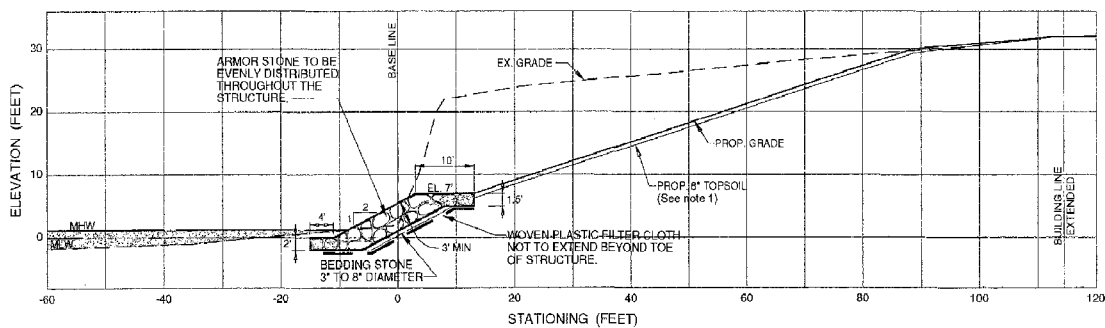 ELEVATION (FEET)
30
20
10
0
BASE LINE
ARMOR STONE TO BE
EVENLY DISTRIBUTED
THROUGHOUT THE
STRUCTURE.
EX. GRADE
PROP. GRADE
PROP. 6" TOPSOIL
(See note 1)
10'
EL. 7'
1.5'
4'
1
2
2'
3' MIN
MHW
MLW
WOVEN PLASTIC FILTER CLOTH
NOT TO EXTEND BEYOND TOE
OF STRUCTURE.
BEDDING STONE
3" TO 8" DIAMETER
BUILDING LINE
EXTENDED
-60
-40
-20
0
20
40
60
80
100
120
STATIONING (FEET)